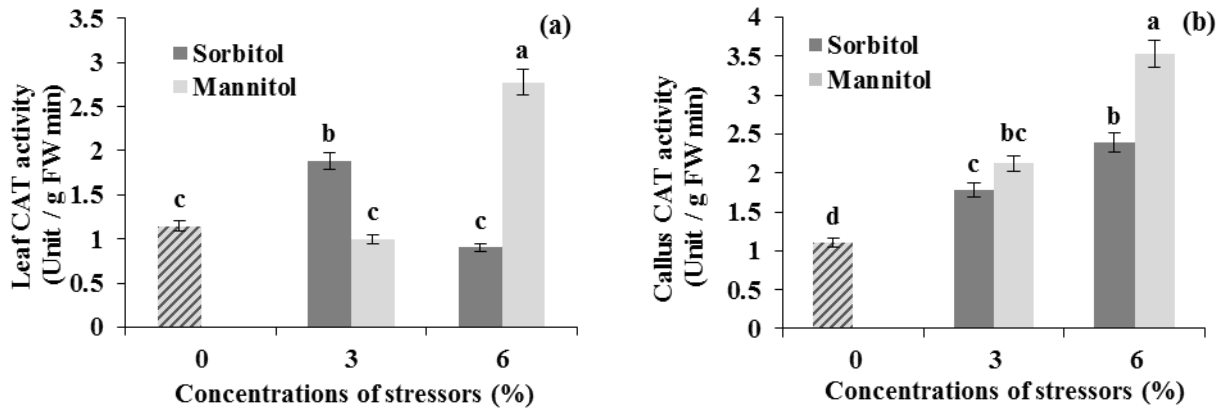 (a)
Leaf CAT activity
(Unit / g FW min)
3.5
3
2.5
2
1.5
1
0.5
0
Sorbitol
Mannitol
c
b
c
c
a
0
3
6
Concentrations of stressors (%)
(b)
Callus CAT activity
(Unit / g FW min)
4
3.5
3
2.5
2
1.5
1
0.5
0
Sorbitol
Mannitol
d
c
bc
b
a
0
3
6
Concentrations of stressors (%)